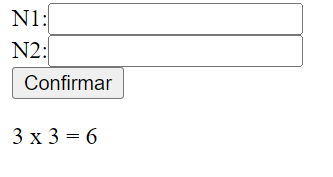 N1:
N2:
Confirmar
3 x 3 = 6